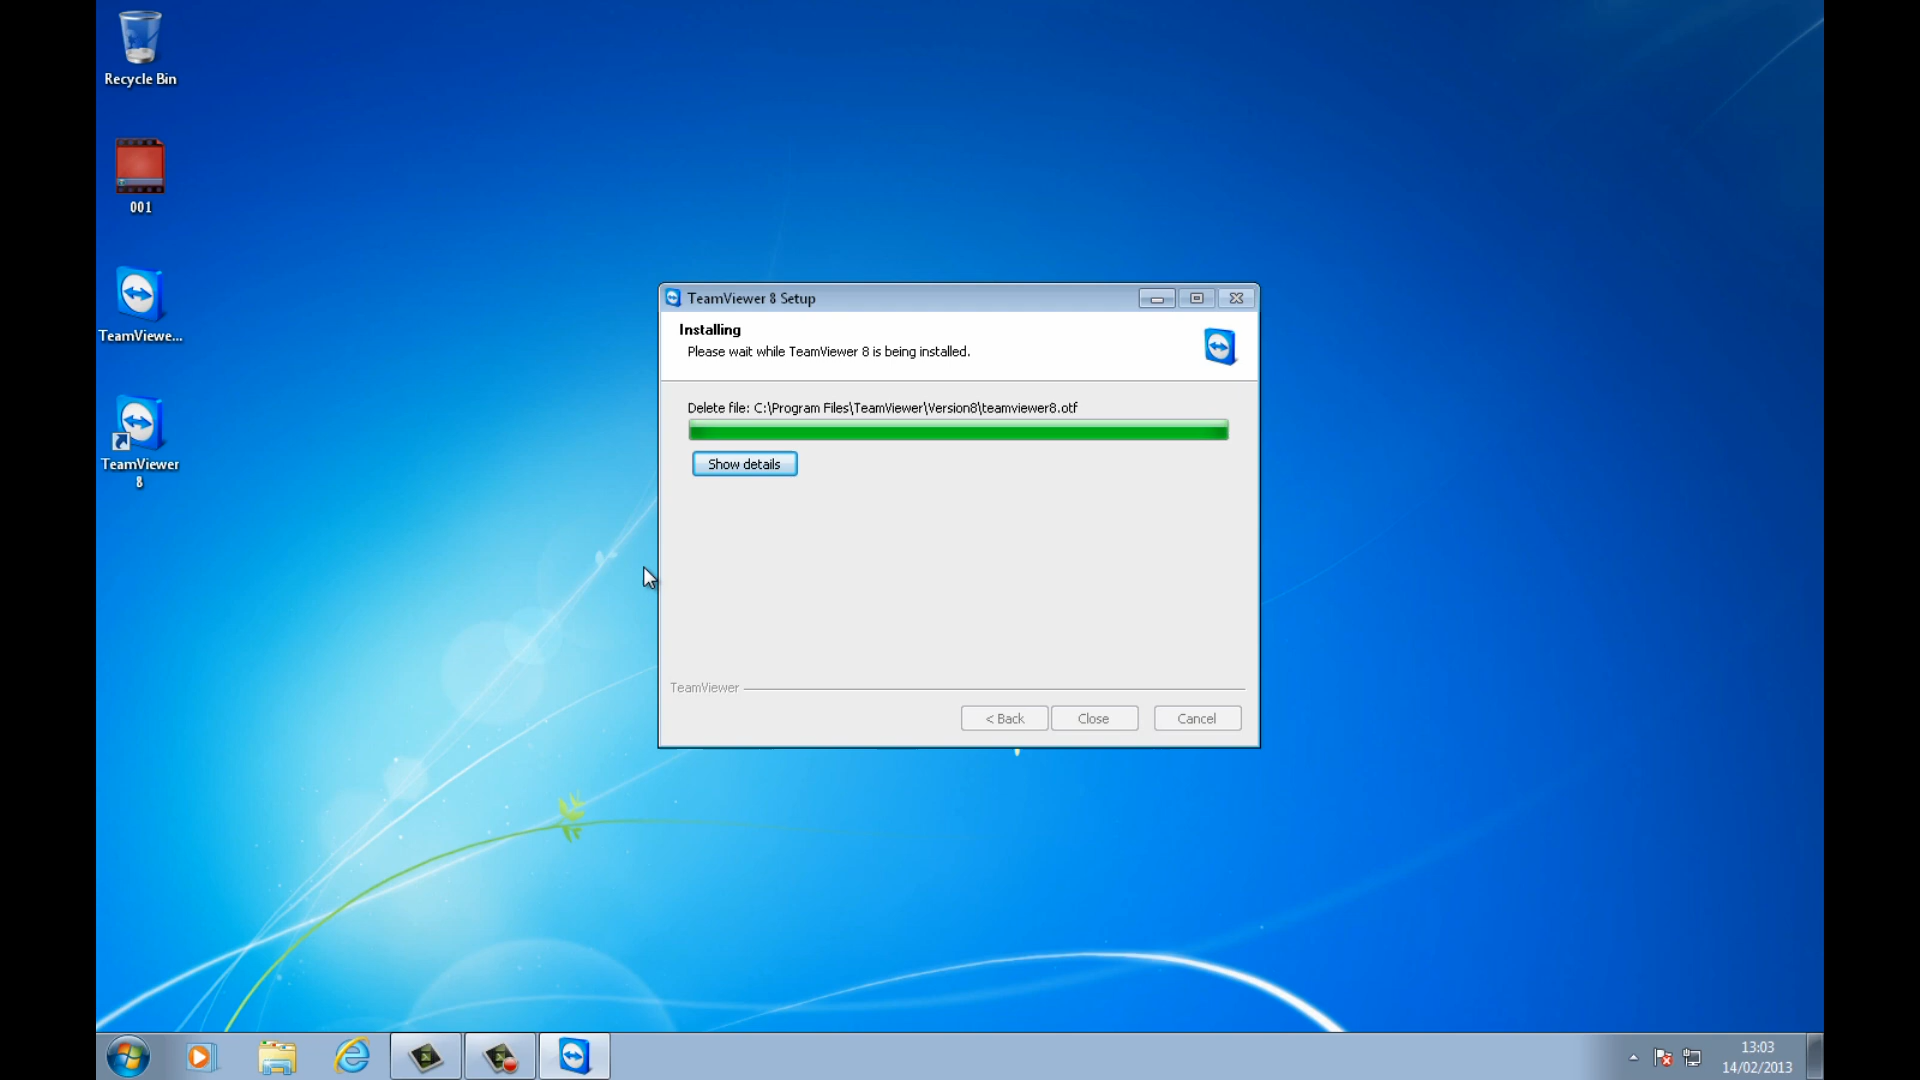 Recycle Bin
001
TeamViewe...
TeamViewer
8
TeamViewer 8 Setup
Installing
Please wait while TeamViewer 8 is being installed.
Delete file: C:\Program Files\TeamViewer\Version8\teamviewer8.otf
Show details
TeamViewer
< Back
Close
Cancel
13:03
14/02/2013